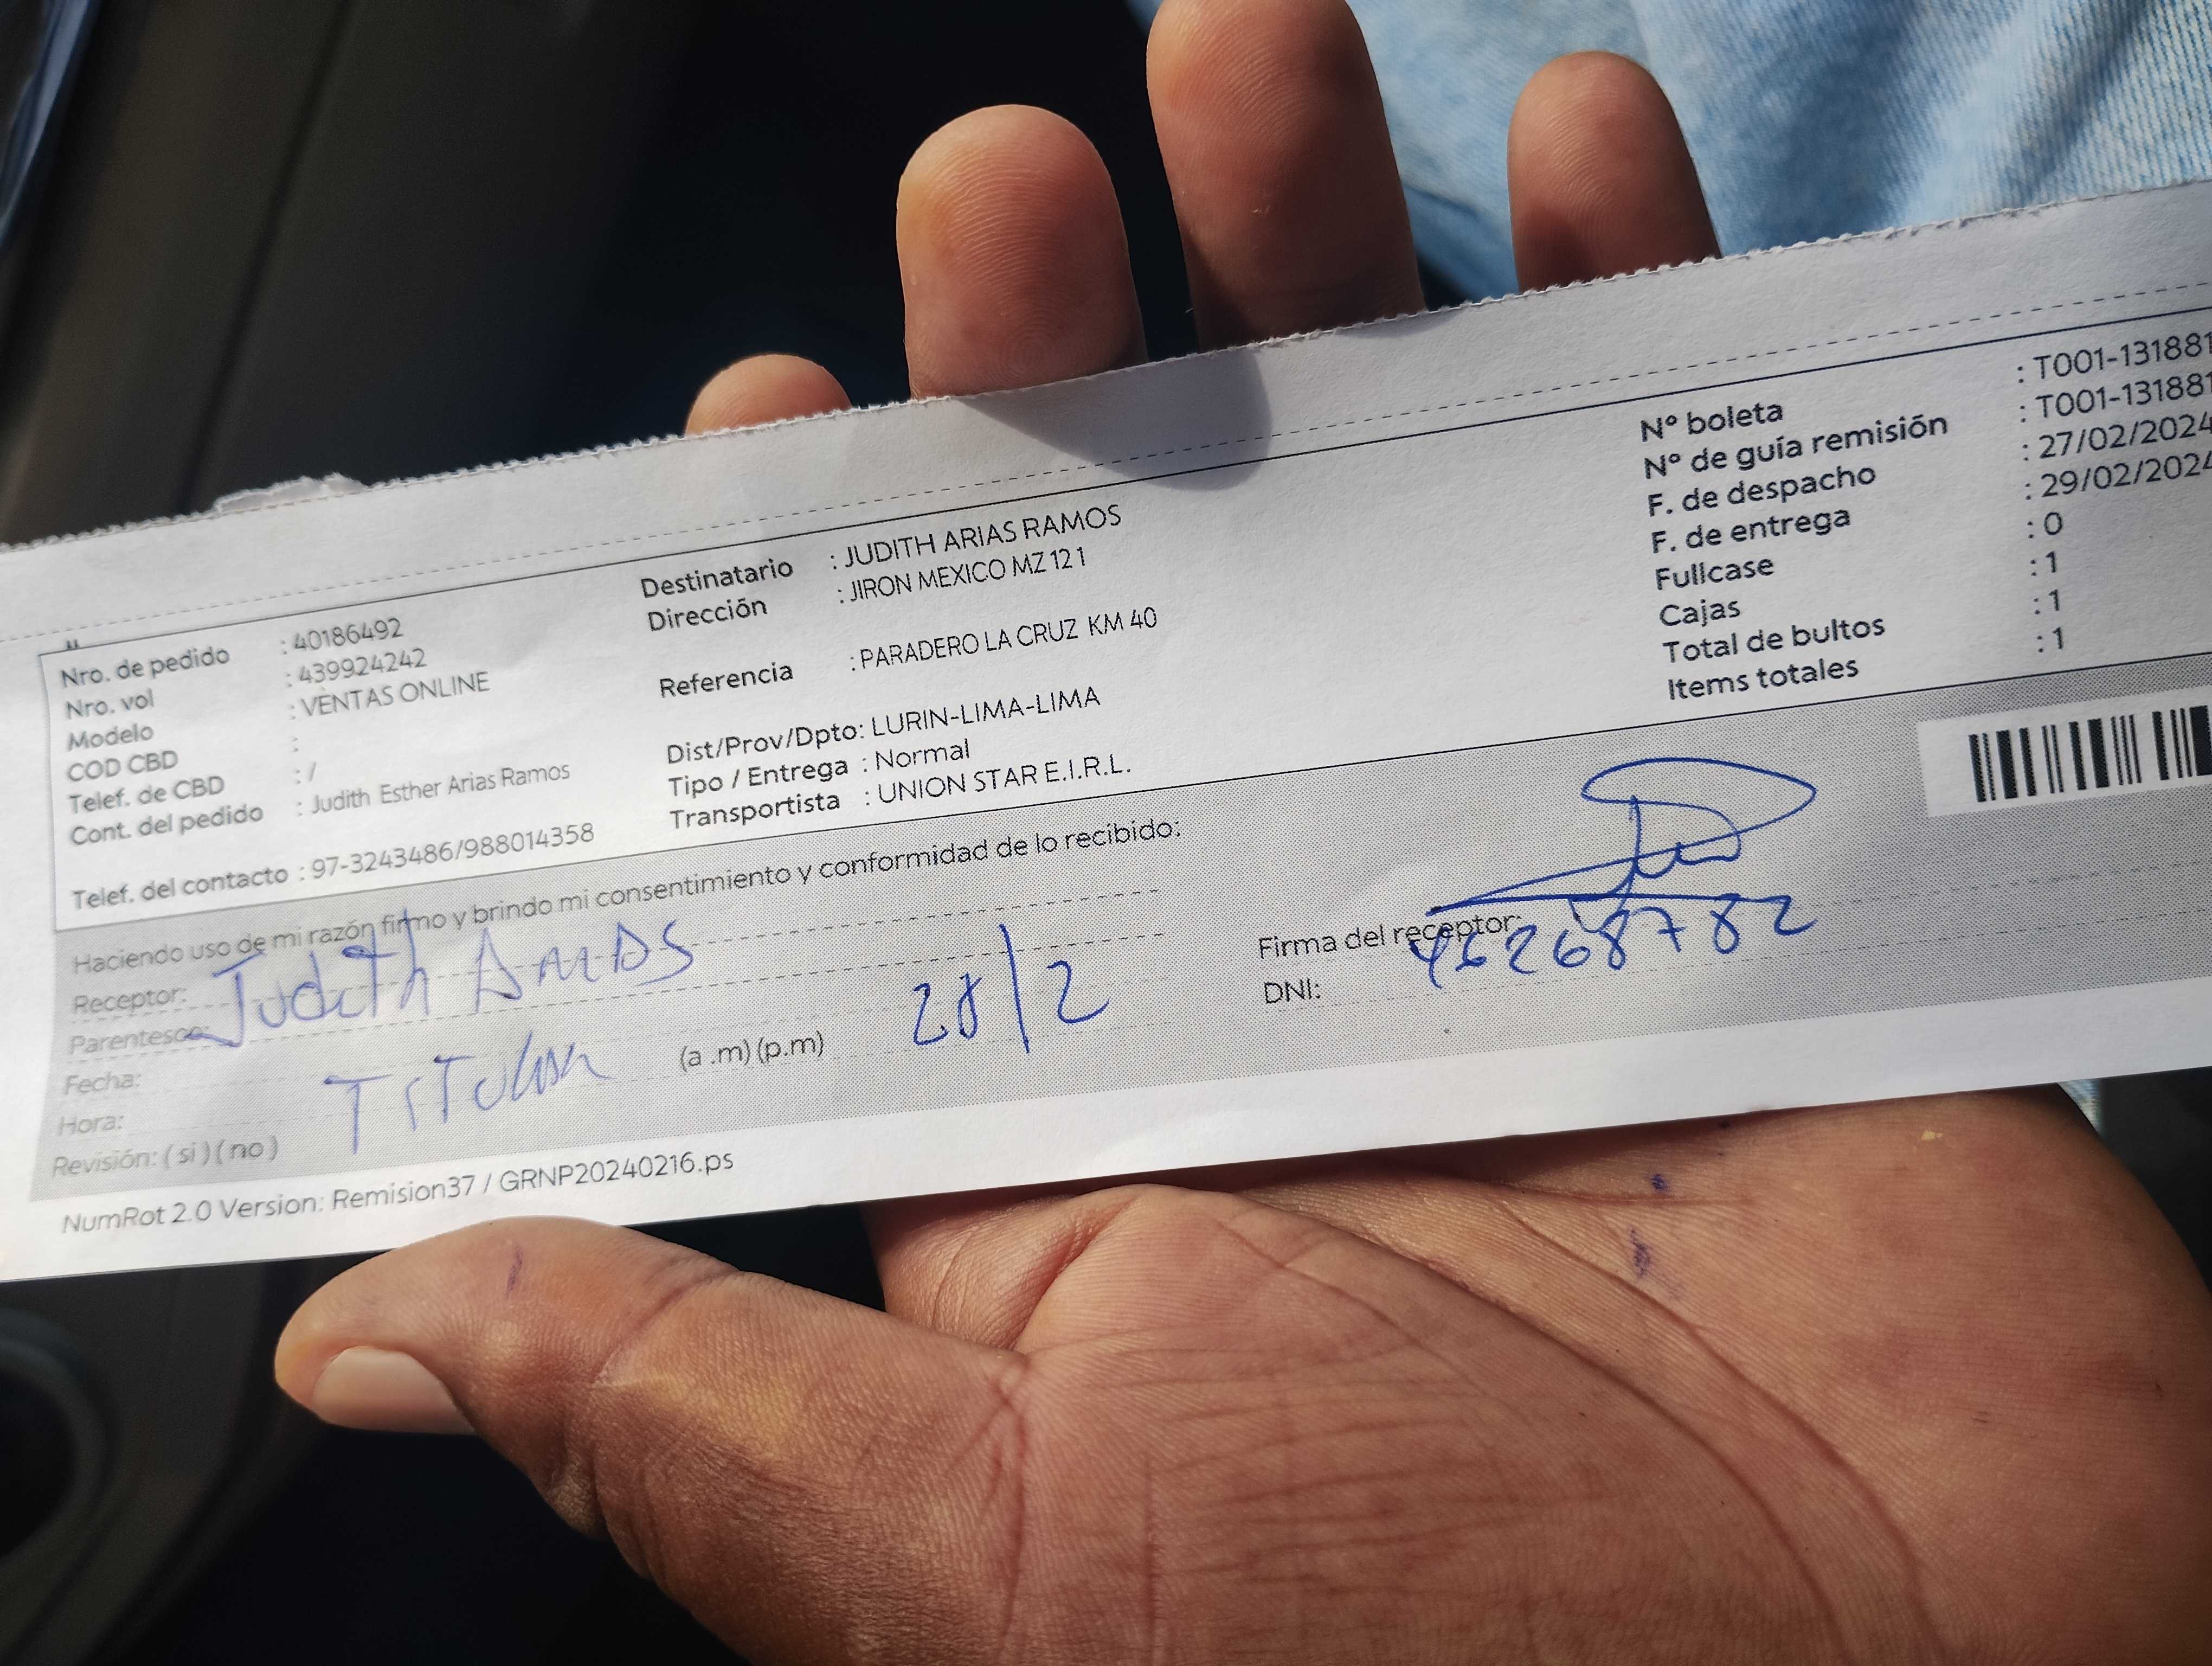 Nro. de pedido : 40186492
Nro. vol : 439924242
Modelo : VENTAS ONLINE
COD CBD :
Telef. de CBD : /
Cont. del pedido : Judith Esther Arias Ramos
Telef. del contacto : 97-3243486/988014358
Destinatario : JUDITH ARIAS RAMOS
Dirección : JIRON MEXICO MZ 12 1
Referencia : PARADERO LA CRUZ KM 40
Dist/Prov/Dpto: LURIN-LIMA-LIMA
Tipo / Entrega : Normal
Transportista : UNION STAR E.I.R.L.
Nº boleta : T001-131881
Nº de guía remisión : T001-131881
F. de despacho : 27/02/2024
F. de entrega : 29/02/2024
Fullcase : 0
Cajas : 1
Total de bultos : 1
Items totales : 1
Haciendo uso de mi razón firmo y brindo mi consentimiento y conformidad de lo recibido:
Receptor: Judith
Parentesco:
Fecha: 28/2
Hora: (a .m) (p.m)
Revisión: ( si ) ( no )
Firma del receptor:
DNI:
NumRot 2.0 Version: Remision37 / GRNP20240216.ps